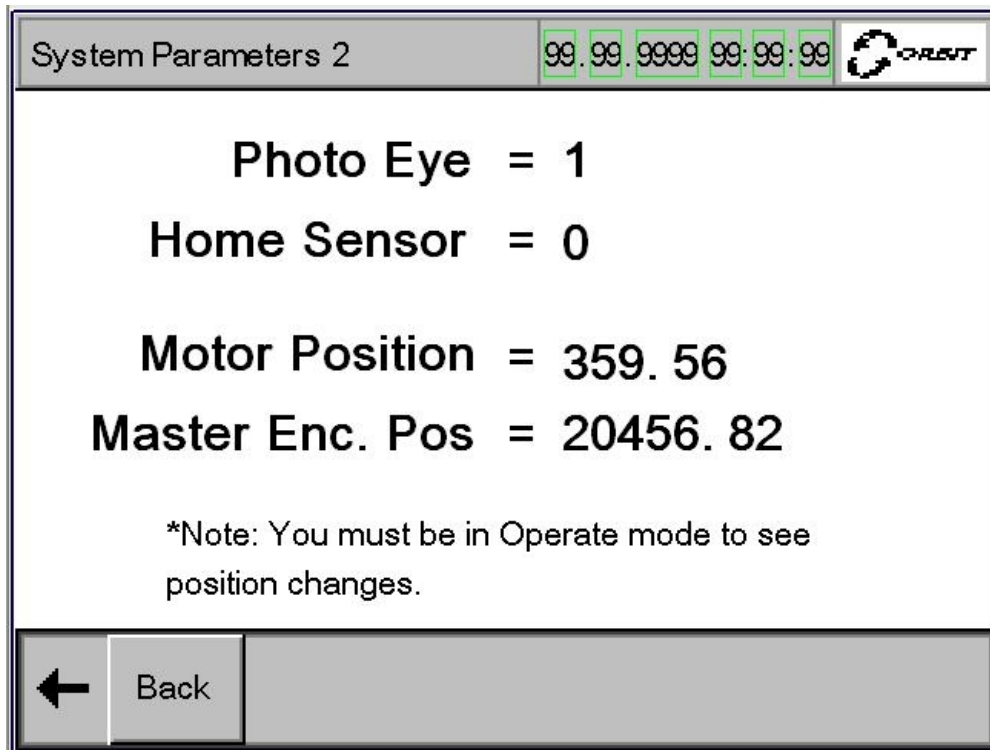 System Parameters 2
99.99.9999 99:99:99
ORBIT
Photo Eye = 1
Home Sensor = 0
Motor Position = 359. 56
Master Enc. Pos = 20456. 82
*Note: You must be in Operate mode to see
position changes.
Back